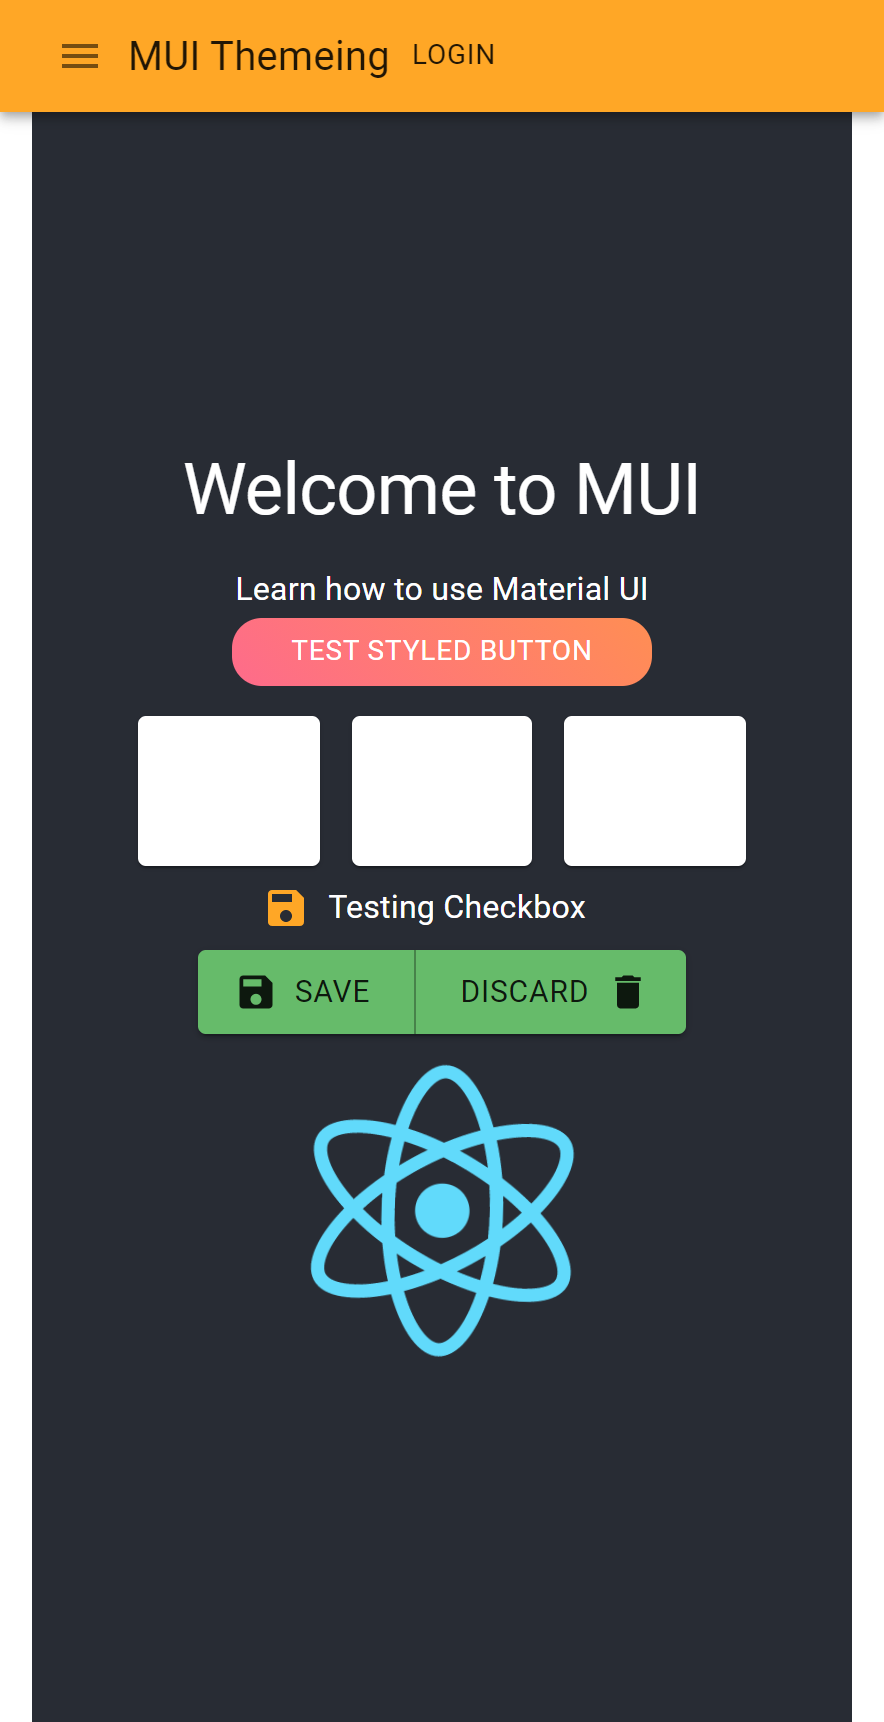 MUI Themeing LOGIN
Welcome to MUI
Learn how to use Material UI
TEST STYLED BUTTON
Testing Checkbox
SAVE DISCARD